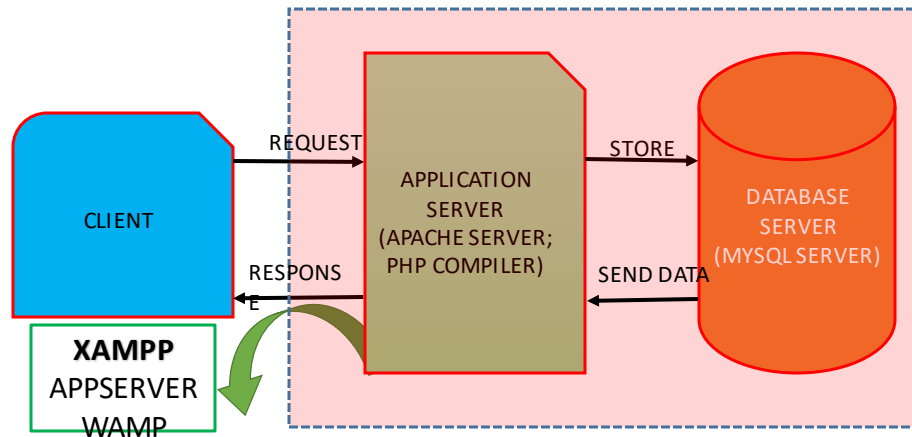 REQUEST
STORE
CLIENT
APPLICATION
SERVER
(APACHE SERVER;
PHP COMPILER)
DATABASE
SERVER
(MYSQL SERVER)
RESPONS
E
SEND DATA
XAMPP
APPSERVER
WAMP